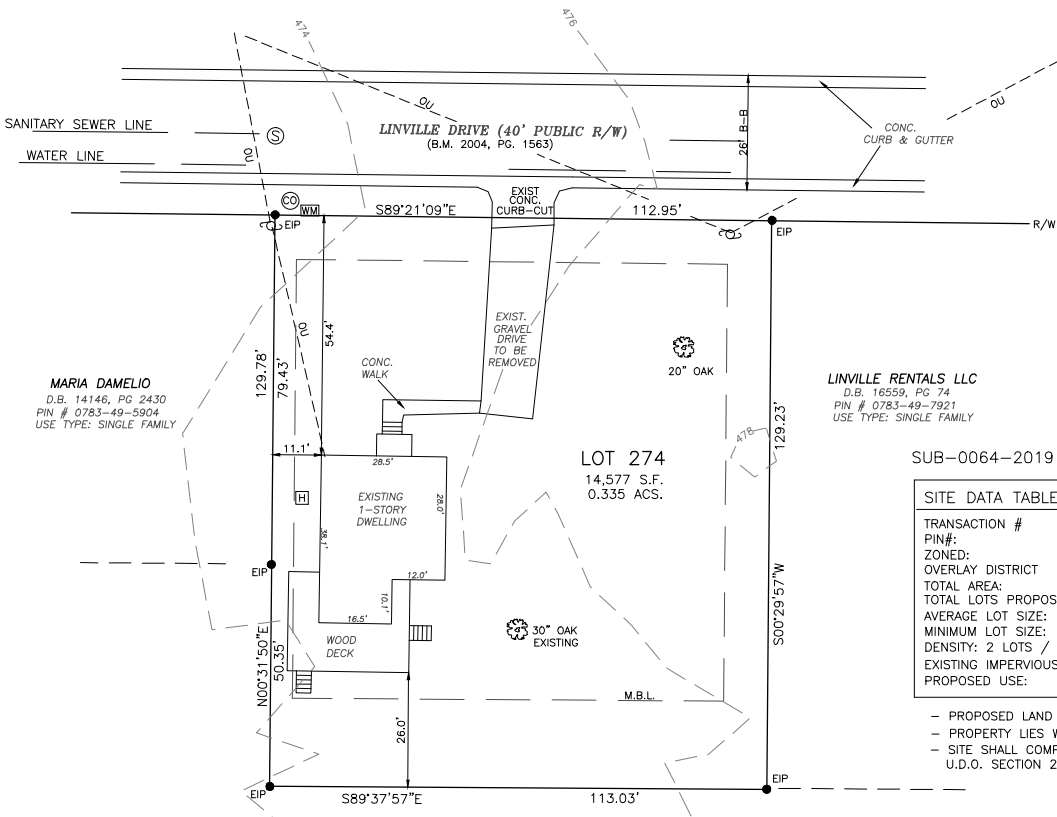 474
476
OU
OU
OU
SANITARY SEWER LINE
S
WATER LINE
LINVILLE DRIVE (40' PUBLIC R/W)
(B.M. 2004, PG. 1563)
26' B-B
CONC.
CURB & GUTTER
CO
WM
EIP
S89°21'09"E
EXIST
CONC.
CURB-CUT
112.95'
EIP
R/W
129.78'
79.43'
OU
54.4'
CONC.
WALK
EXIST.
GRAVEL
DRIVE
TO BE
REMOVED
20" OAK
MARIA DAMELIO
D.B. 14146, PG 2430
PIN # 0783-49-5904
USE TYPE: SINGLE FAMILY
LINVILLE RENTALS LLC
D.B. 16559, PG 74
PIN # 0783-49-7921
USE TYPE: SINGLE FAMILY
129.23'
478
11.1'
28.5'
LOT 274
14,577 S.F.
0.335 ACS.
H
EXISTING
1-STORY
DWELLING
28.0'
38.1'
12.0'
10.1'
16.5'
EIP
WOOD
DECK
30" OAK
EXISTING
S00°29'57"W
N00°31'50"E
50.35'
26.0'
M.B.L.
EIP
S89°37'57"E
113.03'
EIP
SUB-0064-2019
SITE DATA TABLE
TRANSACTION #
PIN#:
ZONED:
OVERLAY DISTRICT
TOTAL AREA:
TOTAL LOTS PROPOS
AVERAGE LOT SIZE:
MINIMUM LOT SIZE:
DENSITY: 2 LOTS /
EXISTING IMPERVIOUS
PROPOSED USE:
- PROPOSED LAND
- PROPERTY LIES W
- SITE SHALL COMP
U.D.O. SECTION 2